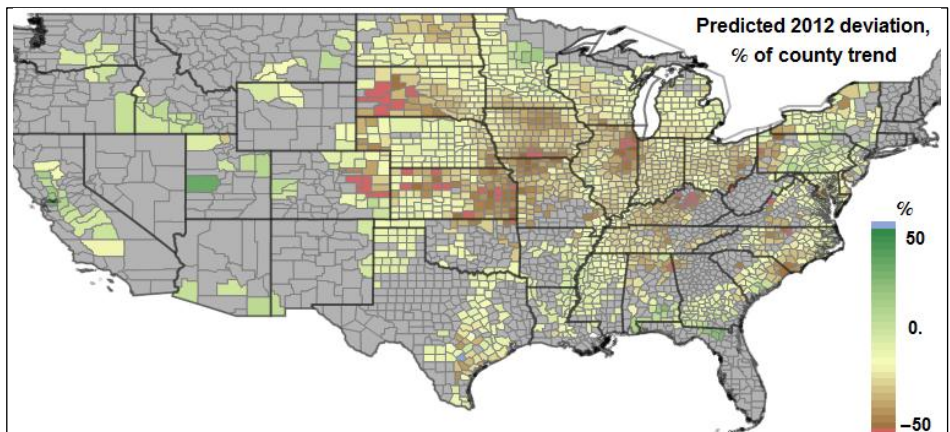 Predicted 2012 deviation,
% of county trend
%
50
0.
−50